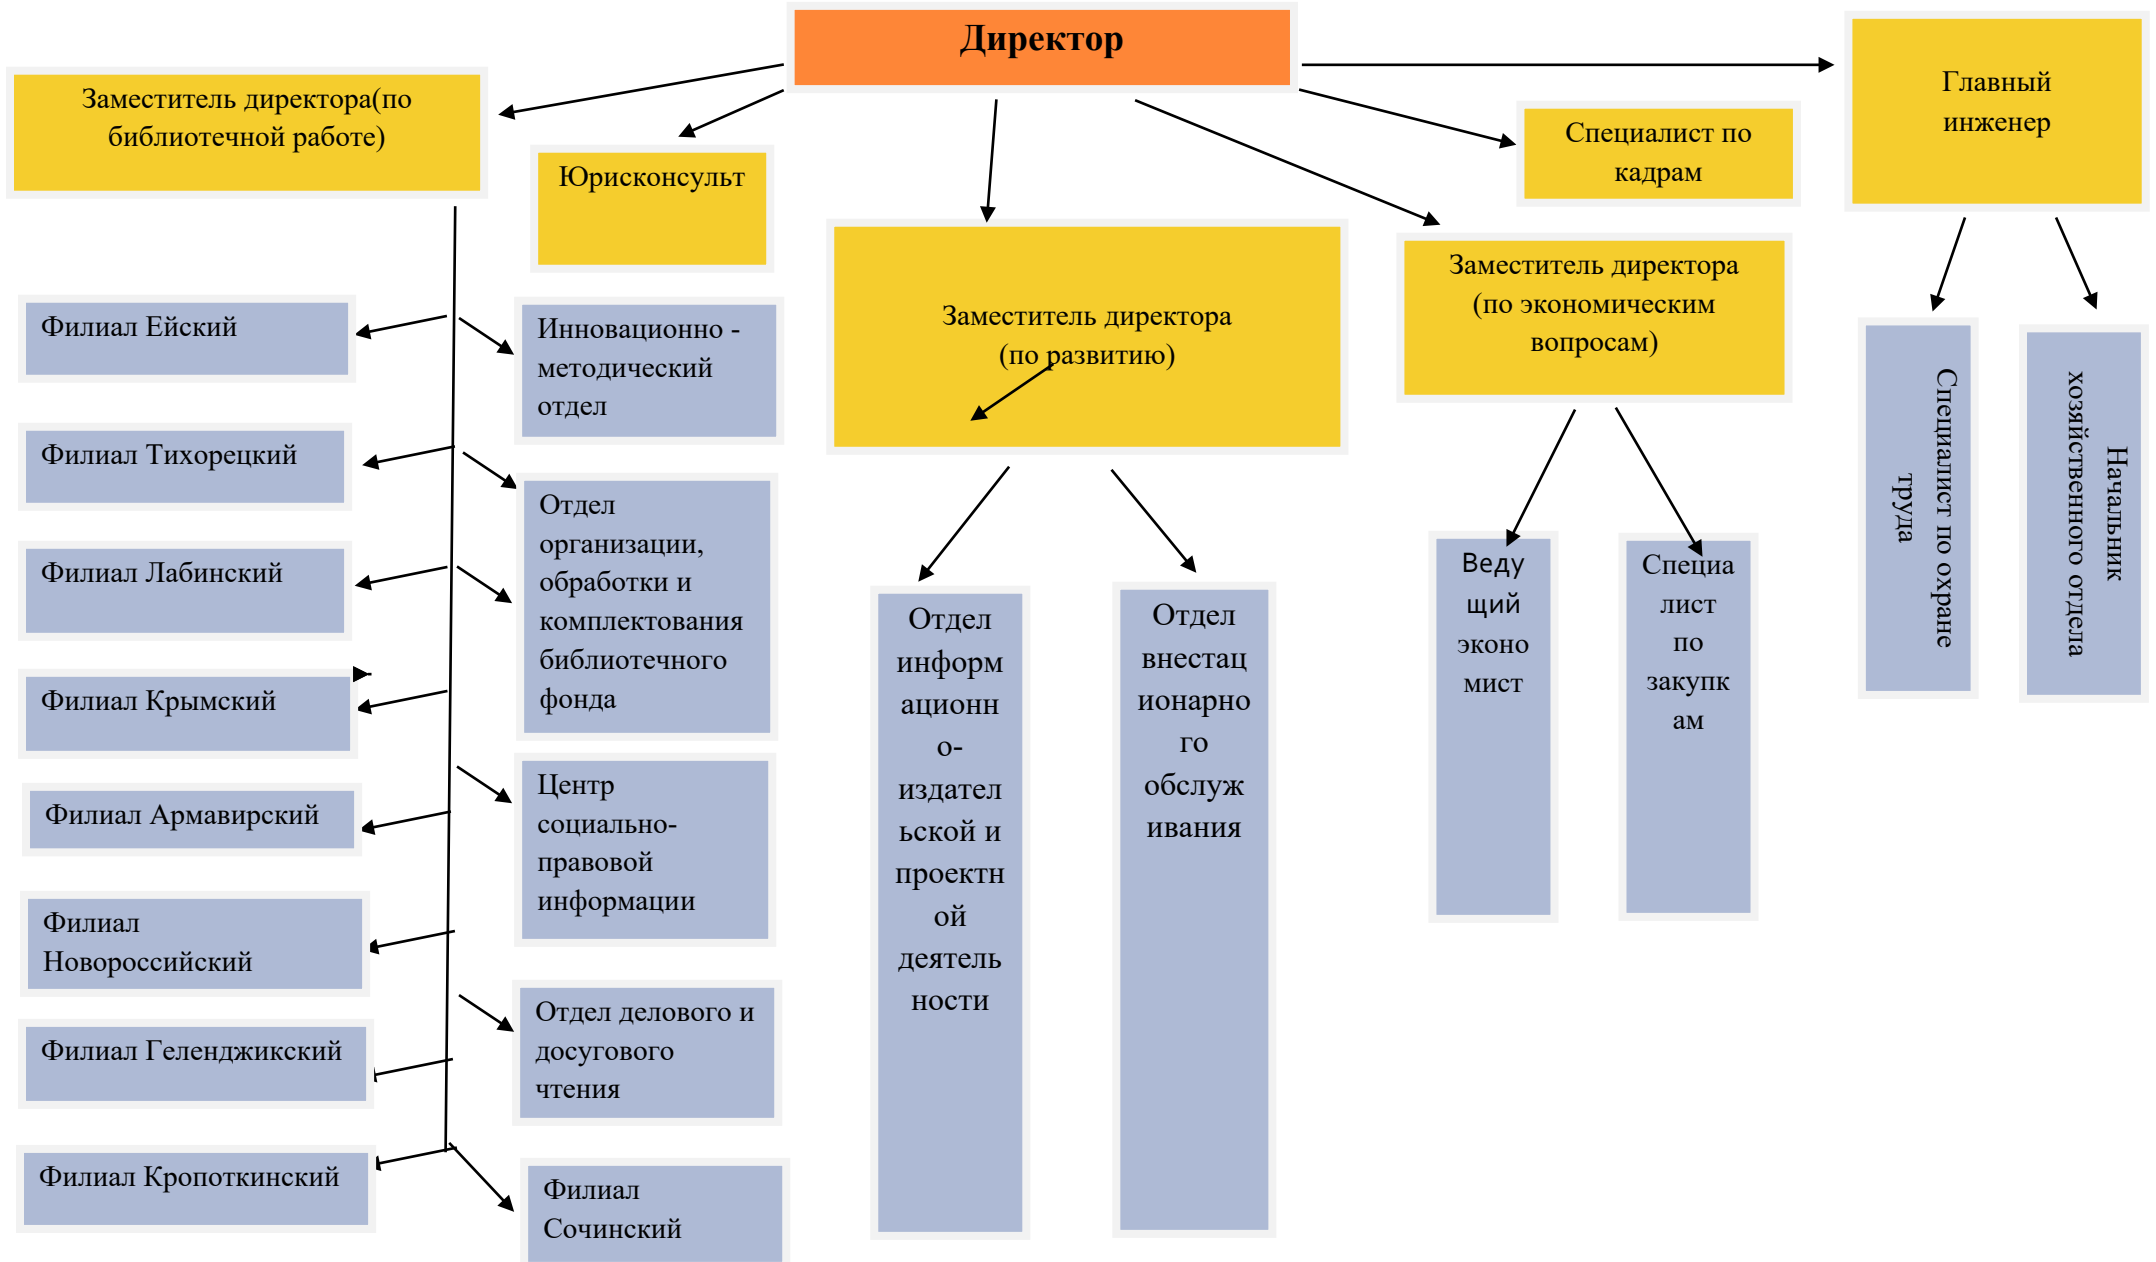 Директор
Заместитель директора(по
библиотечной работе)
Юрисконсульт
Специалист по
кадрам
Главный
инженер
Заместитель директора
(по развитию)
Заместитель директора
(по экономическим
вопросам)
Филиал Ейский
Филиал Тихорецкий
Филиал Лабинский
Филиал Крымский
Филиал Армавирский
Филиал
Новороссийский
Филиал Геленджикский
Филиал Кропоткинский
Инновационно -
методический
отдел
Отдел
организации,
обработки и
комплектования
библиотечного
фонда
Центр
социально-
правовой
информации
Отдел делового и
досугового
чтения
Филиал
Сочинский
Отдел
информ
ационн
о-
издател
ьской и
проектн
ой
деятель
ности
Отдел
внестац
ионарно
го
обслуж
ивания
Веду
щий
эконо
мист
Специа
лист
по
закупк
ам
Специалист по охране
труда
Начальник
хозяйственного отдела